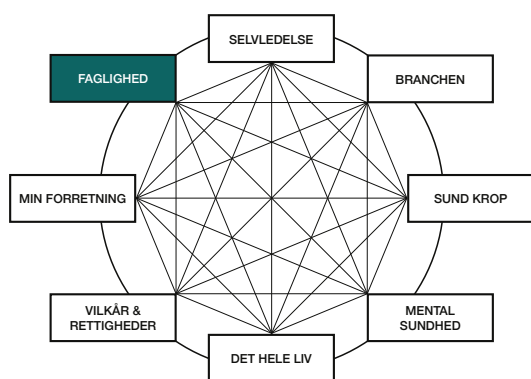 SELVLEDELSE
FAGLIGHED
BRANCHEN
MIN FORRETNING
SUND KROP
VILKÅR &
RETTIGHEDER
MENTAL
SUNDHED
DET HELE LIV